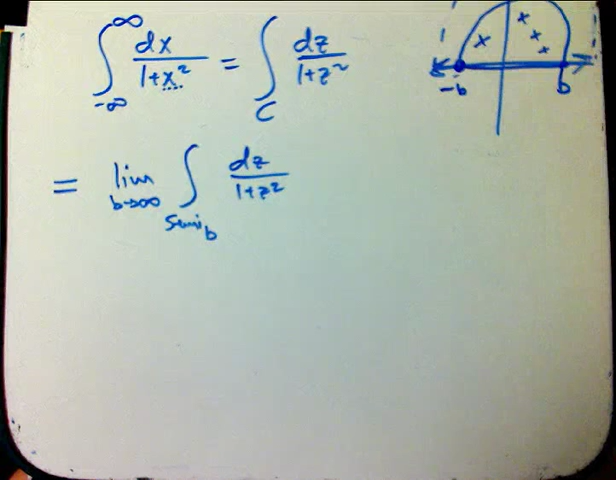 ∫_{-∞}^{∞} dx/(1+x²) = ∫_C dz/(1+z²)
-b b
= lim_{b→∞} ∫_{Semi_b} dz/(1+z²)